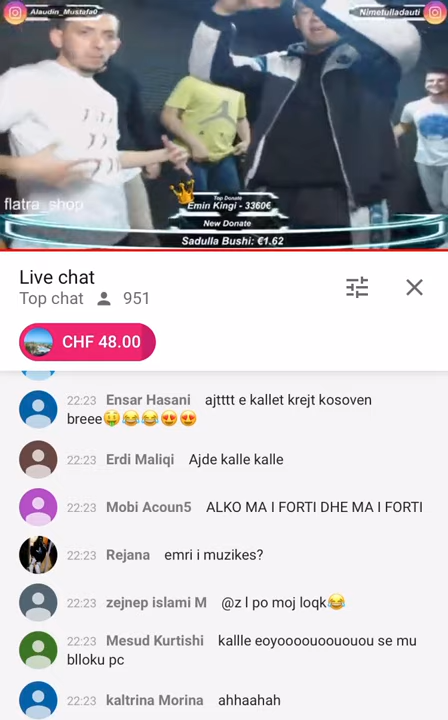 Alaudin_Mustafa0
Nimetulladauti
flatra_shop
Top Donate
Emin Kingi - 3360€
New Donate
Sadulla Bushi: €1.62
Live chat
Top chat 951
CHF 48.00
22:23 Ensar Hasani ajtttt e kallet krejt kosoven
breee🤑😂😂😍😍
22:23 Erdi Maliqi Ajde kalle kalle
22:23 Mobi Acoun5 ALKO MA I FORTI DHE MA I FORTI
22:23 Rejana emri i muzikes?
22:23 zejnep islami M @z l po moj loqk😂
22:23 Mesud Kurtishi kallle eoyoooouoouoou se mu
blloku pc
22:23 kaltrina Morina ahhaahah